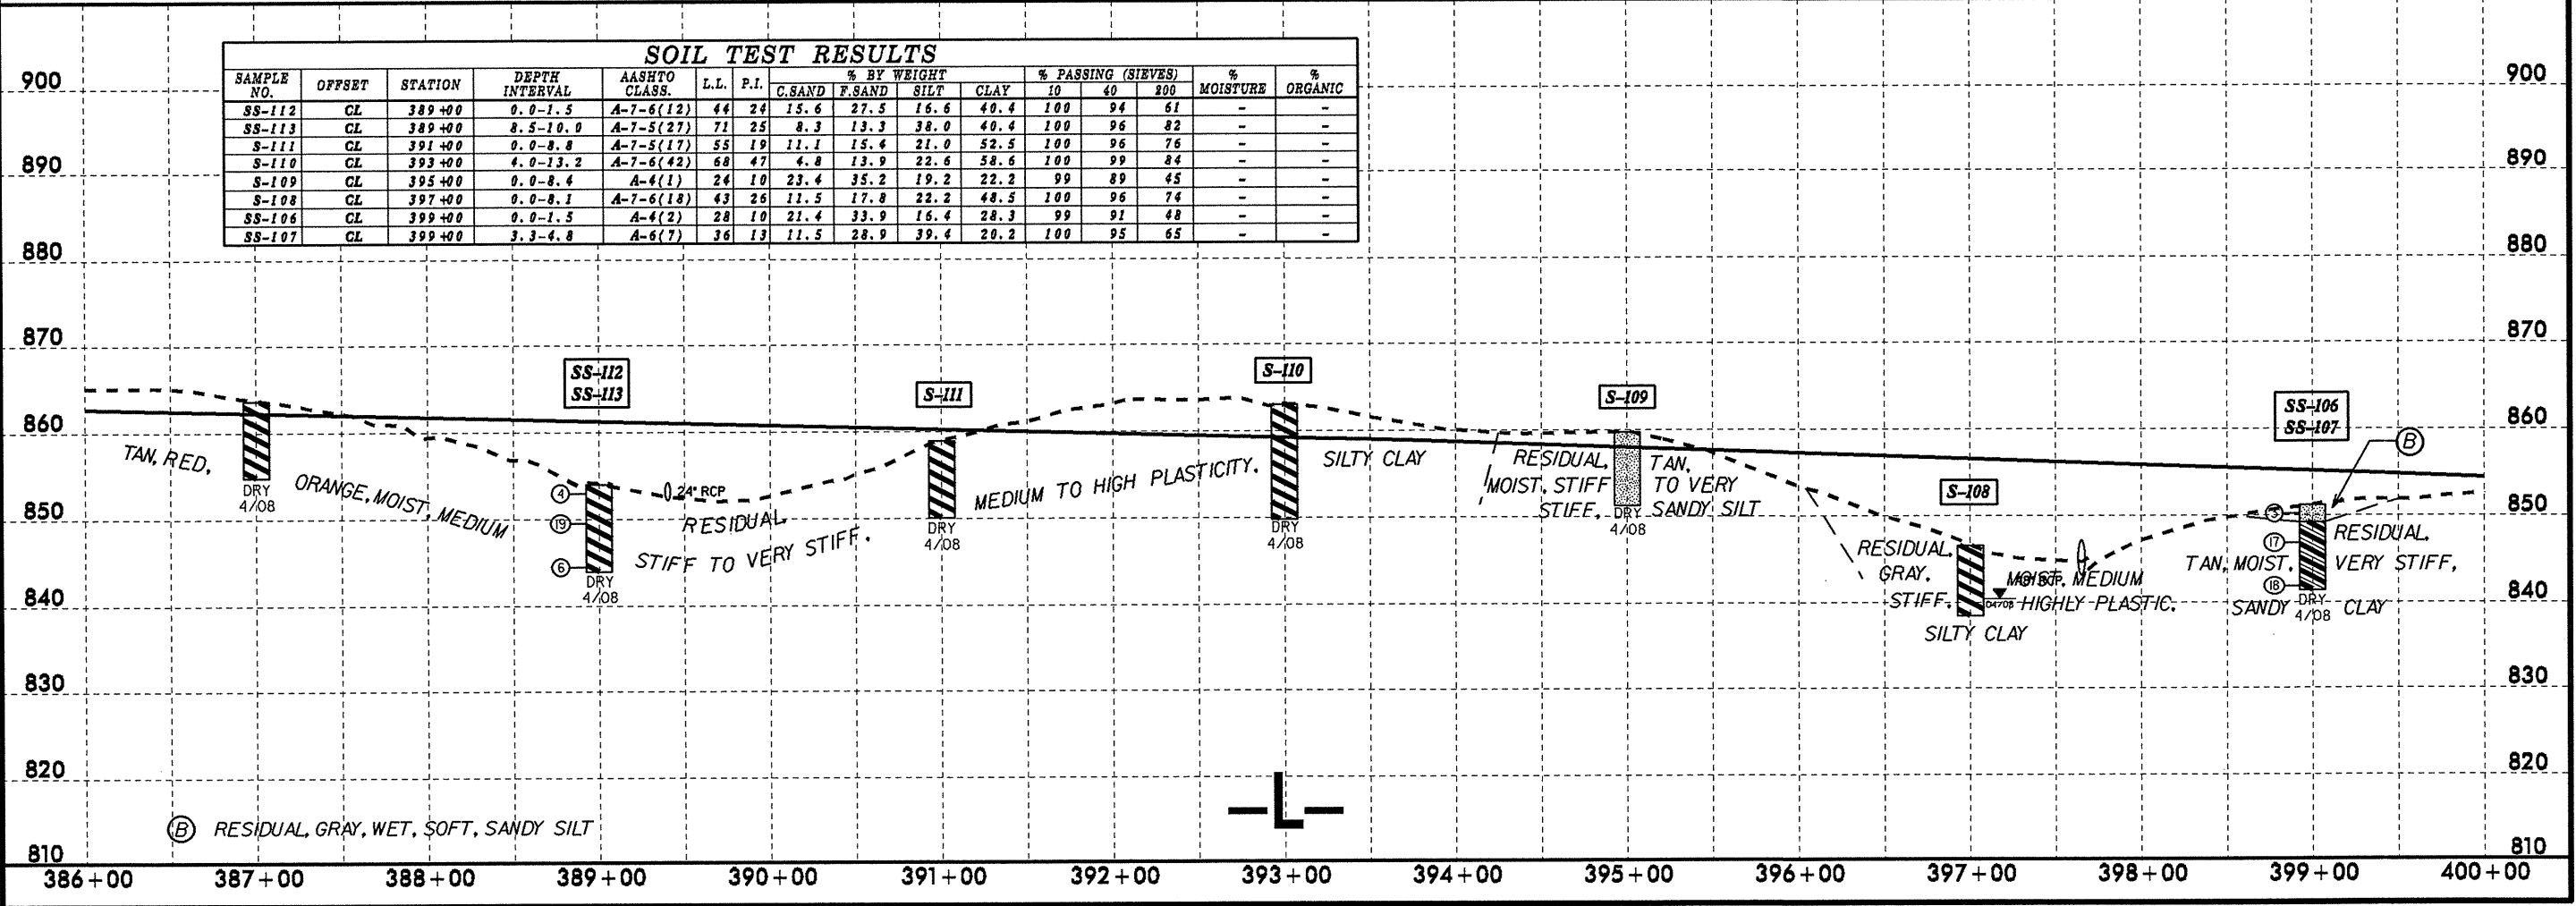 SOIL TEST RESULTS
SAMPLE NO. OFFSET STATION DEPTH INTERVAL AASHTO CLASS. L.L. P.I. % BY WEIGHT % PASSING (SIEVES) % MOISTURE % ORGANIC
C.SAND F.SAND SILT CLAY 10 40 200
SS-112 CL 389+00 0.0-1.5 A-7-6(12) 44 24 15.6 27.5 16.6 40.4 100 94 61 - -
SS-113 CL 389+00 8.5-10.0 A-7-5(27) 71 25 8.3 13.3 38.0 40.4 100 96 82 - -
S-111 CL 391+00 0.0-8.8 A-7-5(17) 55 19 11.1 15.4 21.0 52.5 100 96 76 - -
S-110 CL 393+00 4.0-13.2 A-7-6(42) 68 47 4.8 13.9 22.6 58.6 100 99 84 - -
S-109 CL 395+00 0.0-8.4 A-4(1) 24 10 23.4 35.2 19.2 22.2 99 89 45 - -
S-108 CL 397+00 0.0-8.1 A-7-6(18) 43 26 11.5 17.8 22.2 48.5 100 96 74 - -
SS-106 CL 399+00 0.0-1.5 A-4(2) 28 10 21.4 33.9 16.4 28.3 99 91 48 - -
SS-107 CL 399+00 3.3-4.8 A-6(7) 36 13 11.5 28.9 39.4 20.2 100 95 65 - -
900 900
890 890
880 880
870 870
860 860
850 850
840 840
830 830
820 820
810 810
TAN, RED,
DRY
4/08
ORANGE, MOIST, MEDIUM
SS-112
SS-113
4
19
6
DRY
4/08
24" RCP
RESIDUAL,
STIFF TO VERY STIFF,
S-111
DRY
4/08
MEDIUM TO HIGH PLASTICITY,
S-110
DRY
4/08
SILTY CLAY
S-109
RESIDUAL, TAN,
MOIST, STIFF TO VERY
STIFF, SANDY SILT
DRY
4/08
S-108
RESIDUAL,
GRAY, MOIST, MEDIUM
STIFF, 04/08 HIGHLY PLASTIC,
SILTY CLAY
SS-106
SS-107
B
3
17
18
RESIDUAL,
TAN, MOIST, VERY STIFF,
SANDY CLAY
DRY
4/08
L
B RESIDUAL, GRAY, WET, SOFT, SANDY SILT
386+00 387+00 388+00 389+00 390+00 391+00 392+00 393+00 394+00 395+00 396+00 397+00 398+00 399+00 400+00